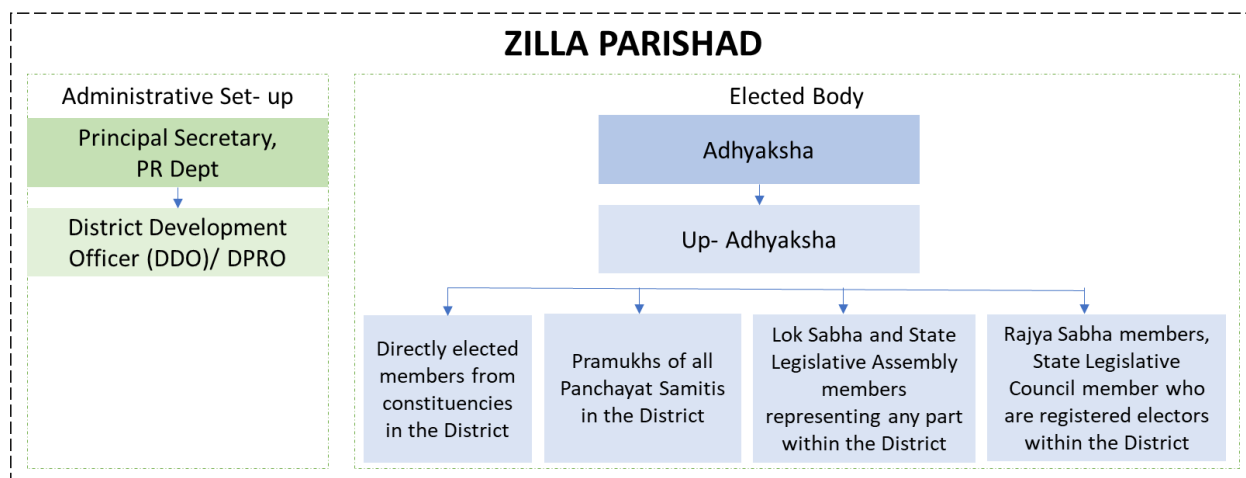 ZILLA PARISHAD
Administrative Set- up
Principal Secretary,
PR Dept
District Development
Officer (DDO)/ DPRO
Elected Body
Adhyaksha
Up- Adhyaksha
Directly elected
members from
constituencies
in the District
Pramukhs of all
Panchayat Samitis
in the District
Lok Sabha and State
Legislative Assembly
members
representing any part
within the District
Rajya Sabha members,
State Legislative
Council member who
are registered electors
within the District